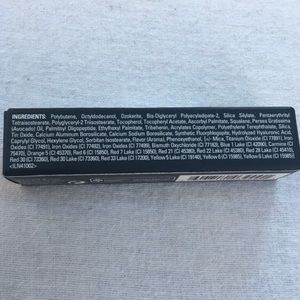 INGREDIENTS: Polybutene, Octyldodecanol, Ozokerite, Bis-Diglyceryl Polyacyladipate-2, Silica Silylate, Pentaerythrityl
Tetraisostearate, Polyglyceryl-2 Triisostearate, Tocopherol, Tocopheryl Acetate, Ascorbyl Palmitate, Squalane, Persea Gratissima
(Avocado) Oil, Palmitoyl Oligopeptide, Ethylhexyl Palmitate, Tribehenin, Acrylates Copolymer, Polyethylene Terephthalate, Silica,
Tin Oxide, Calcium Aluminum Borosilicate, Calcium Sodium Borosilicate, Synthetic Fluorphlogopite, Hydrolyzed Hyaluronic Acid,
Caprylyl Glycol, Hexylene Glycol, Sorbitan Isostearate, Flavor (Aroma), Phenoxyethanol, +/-: Mica, Titanium Dioxide (CI 77891), Iron
Oxides (CI 77491), Iron Oxides (CI 77492), Iron Oxides (CI 77499), Bismuth Oxychloride (CI 77163), Blue 1 Lake (CI 42090), Carmine (CI
75470), Orange 5 (CI 45370), Red 6 (CI 15850), Red 7 Lake (CI 15850), Red 21 (CI 45380), Red 22 Lake (CI 45380), Red 28 Lake (CI 45410),
Red 30 (CI 73360), Red 30 Lake (CI 73360), Red 33 Lake (CI 17200), Yellow 5 Lake (CI 19140), Yellow 6 (CI 15985), Yellow 6 Lake (CI 15985)
<ILN41002>